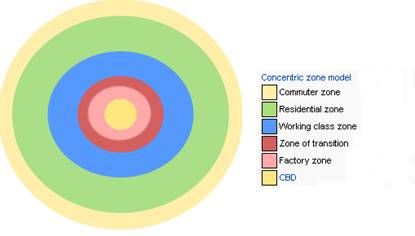 Concentric zone model
Commuter zone
Residential zone
Working class zone
Zone of transition
Factory zone
CBD